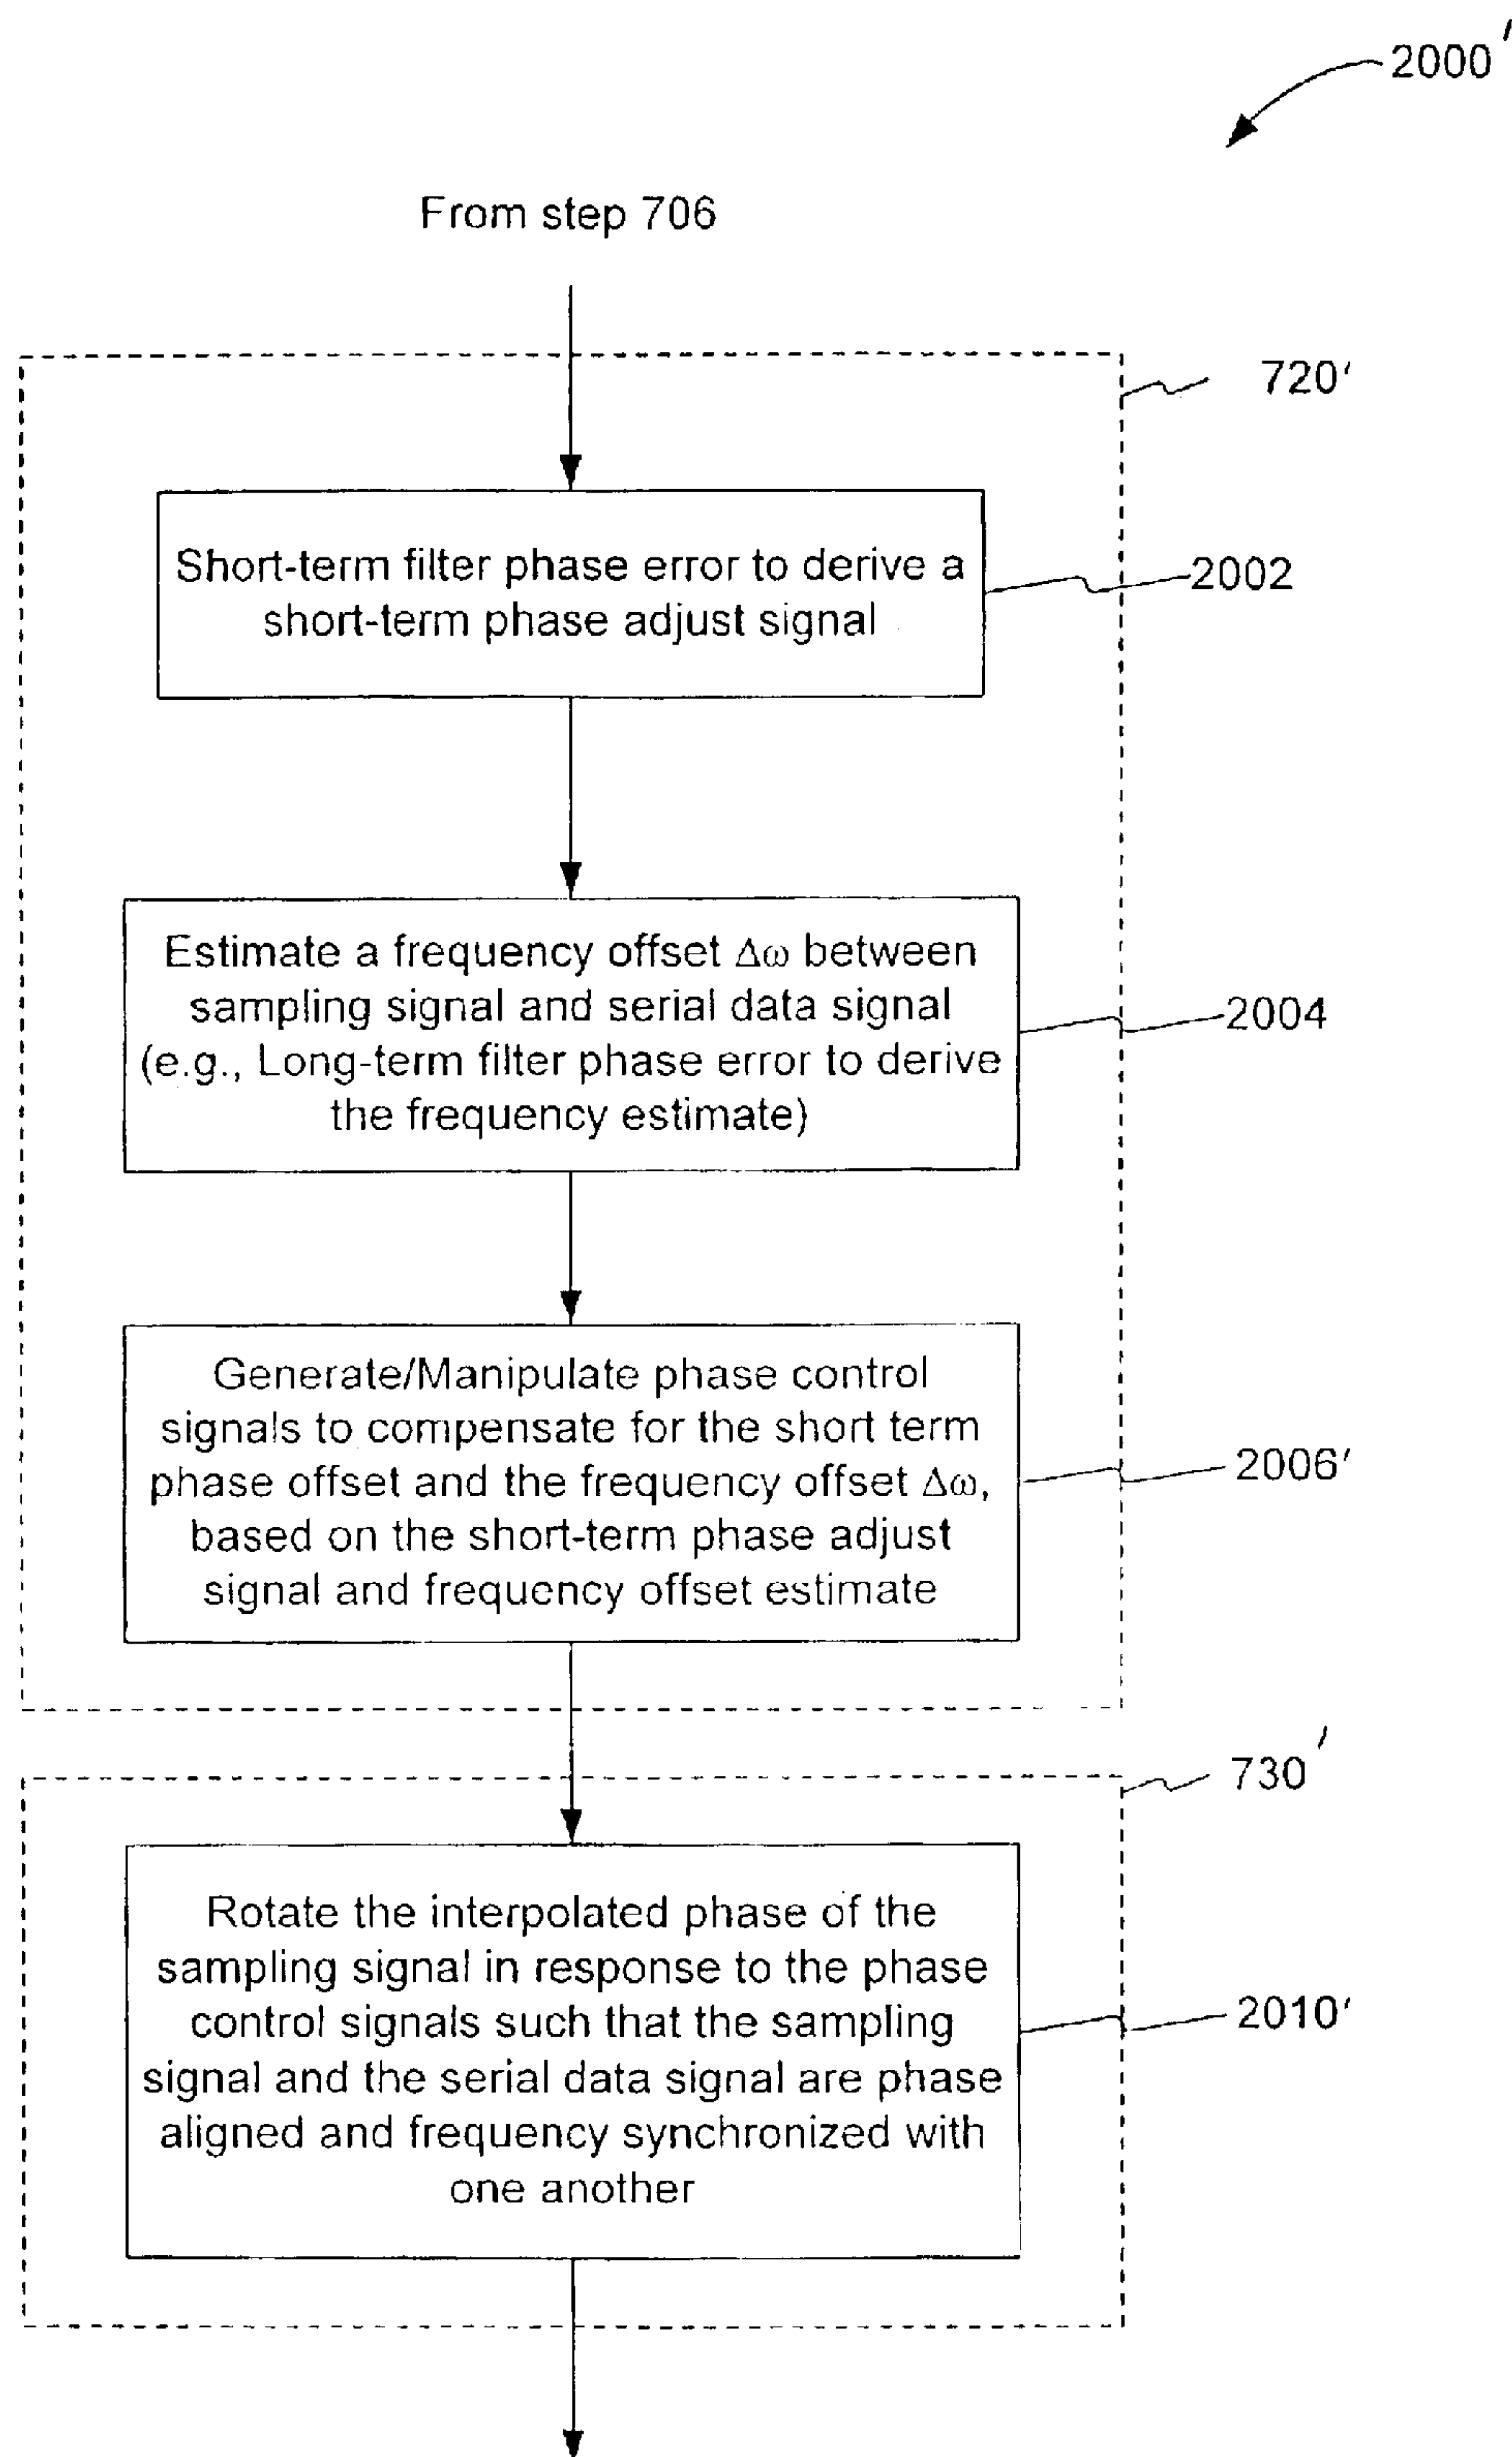 2000'
From step 706
720'
Short-term filter phase error to derive a
short-term phase adjust signal
2002
Estimate a frequency offset Δω between
sampling signal and serial data signal
(e.g., Long-term filter phase error to derive
the frequency estimate)
2004
Generate/Manipulate phase control
signals to compensate for the short term
phase offset and the frequency offset Δω,
based on the short-term phase adjust
signal and frequency offset estimate
2006'
730'
Rotate the interpolated phase of the
sampling signal in response to the phase
control signals such that the sampling
signal and the serial data signal are phase
aligned and frequency synchronized with
one another
2010'